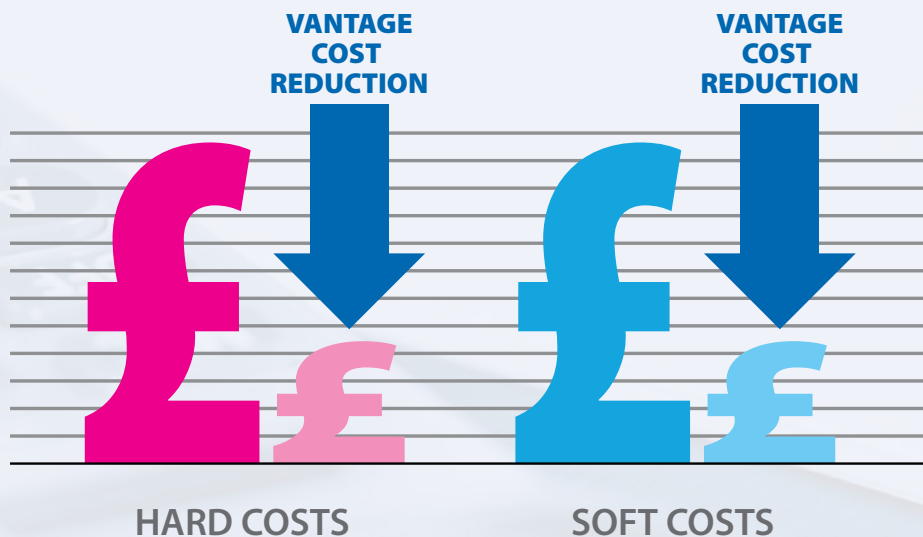 VANTAGE
COST
REDUCTION
VANTAGE
COST
REDUCTION
£
£
£
£
HARD COSTS
SOFT COSTS